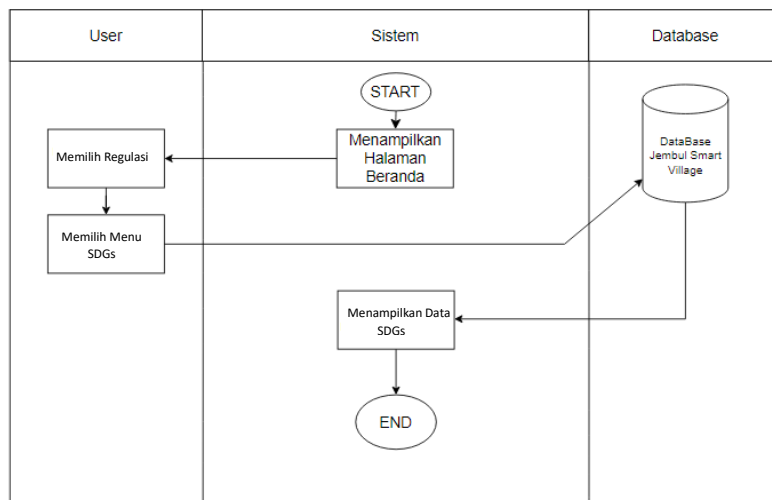 User
Sistem
Database
START
Menampilkan
Halaman
Beranda
Memilih Regulasi
Memilih Menu
SDGs
DataBase
Jembul Smart
Village
Menampilkan Data
SDGs
END